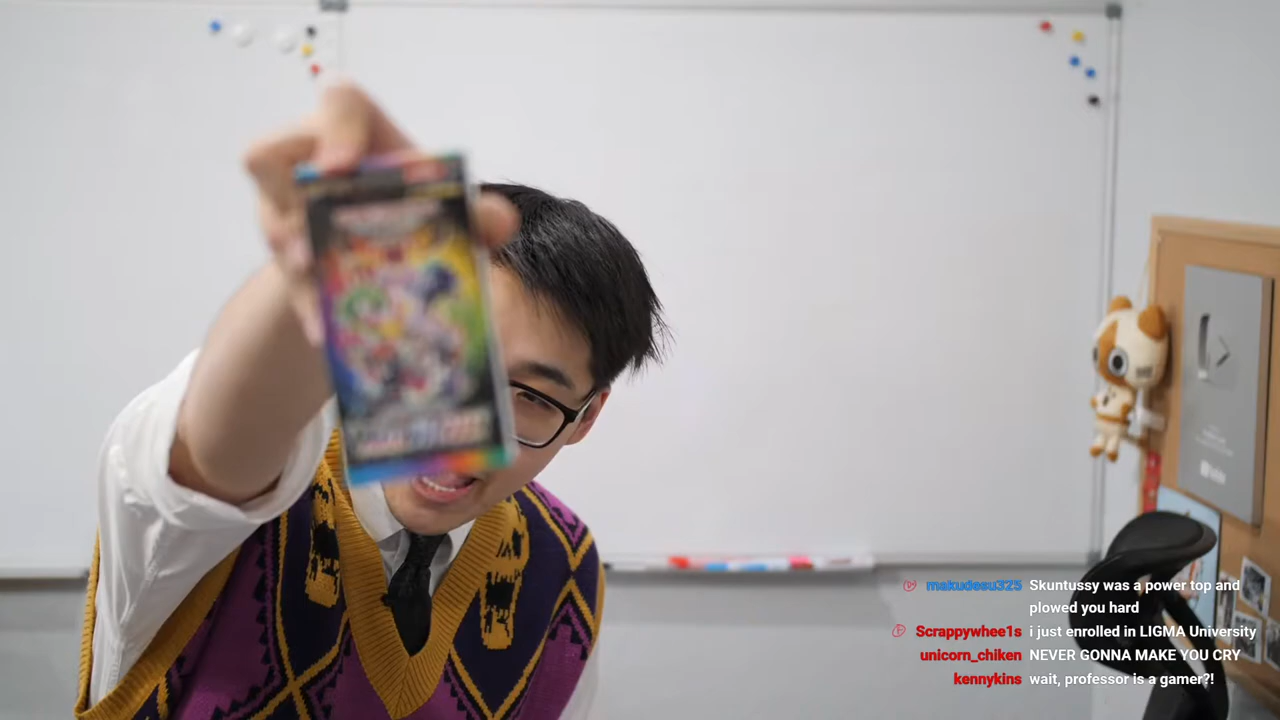 makudesu325 Skuntussy was a power top and
plowed you hard
Scrappywhee1s i just enrolled in LIGMA University
unicorn_chiken NEVER GONNA MAKE YOU CRY
kennykins wait, professor is a gamer?!